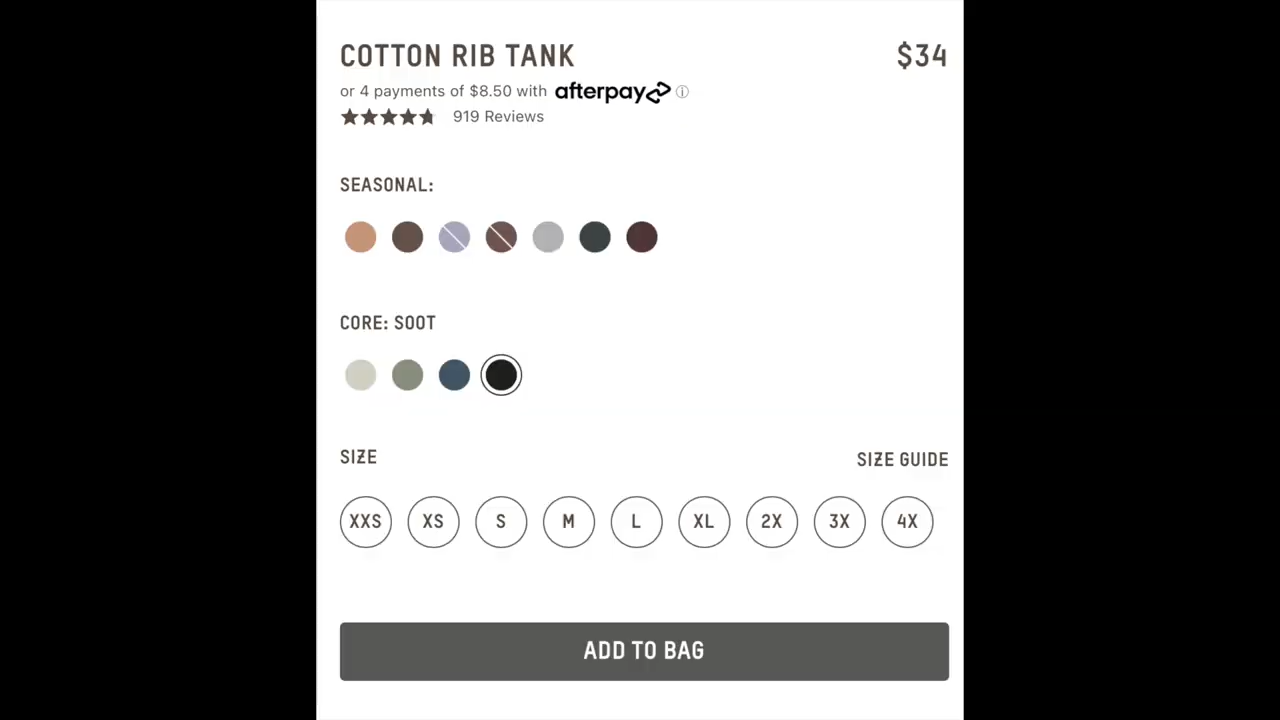 COTTON RIB TANK $34
or 4 payments of $8.50 with afterpay ⓘ
919 Reviews
SEASONAL:
CORE: SOOT
SIZE SIZE GUIDE
XXS XS S M L XL 2X 3X 4X
ADD TO BAG